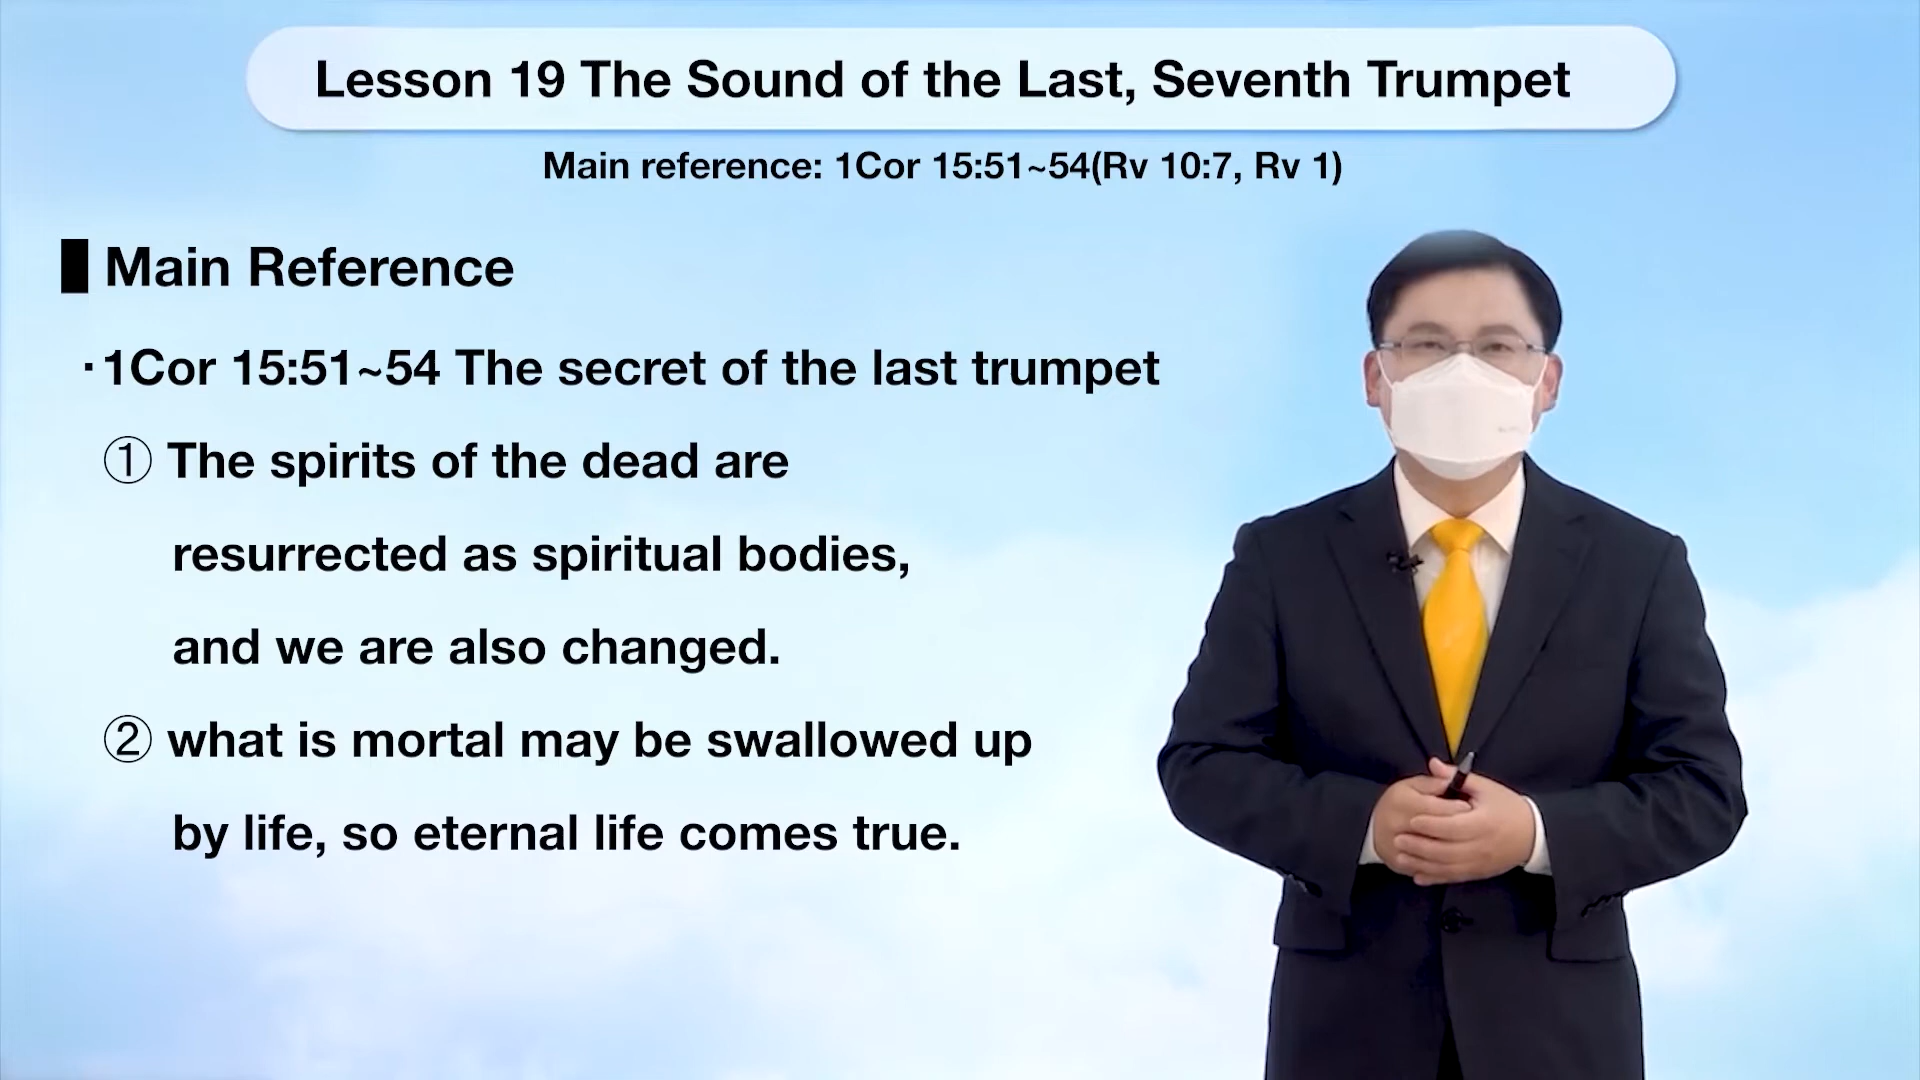 Lesson 19 The Sound of the Last, Seventh Trumpet
Main reference: 1Cor 15:51~54(Rv 10:7, Rv 1)
Main Reference
·1Cor 15:51~54 The secret of the last trumpet
① The spirits of the dead are
resurrected as spiritual bodies,
and we are also changed.
② what is mortal may be swallowed up
by life, so eternal life comes true.